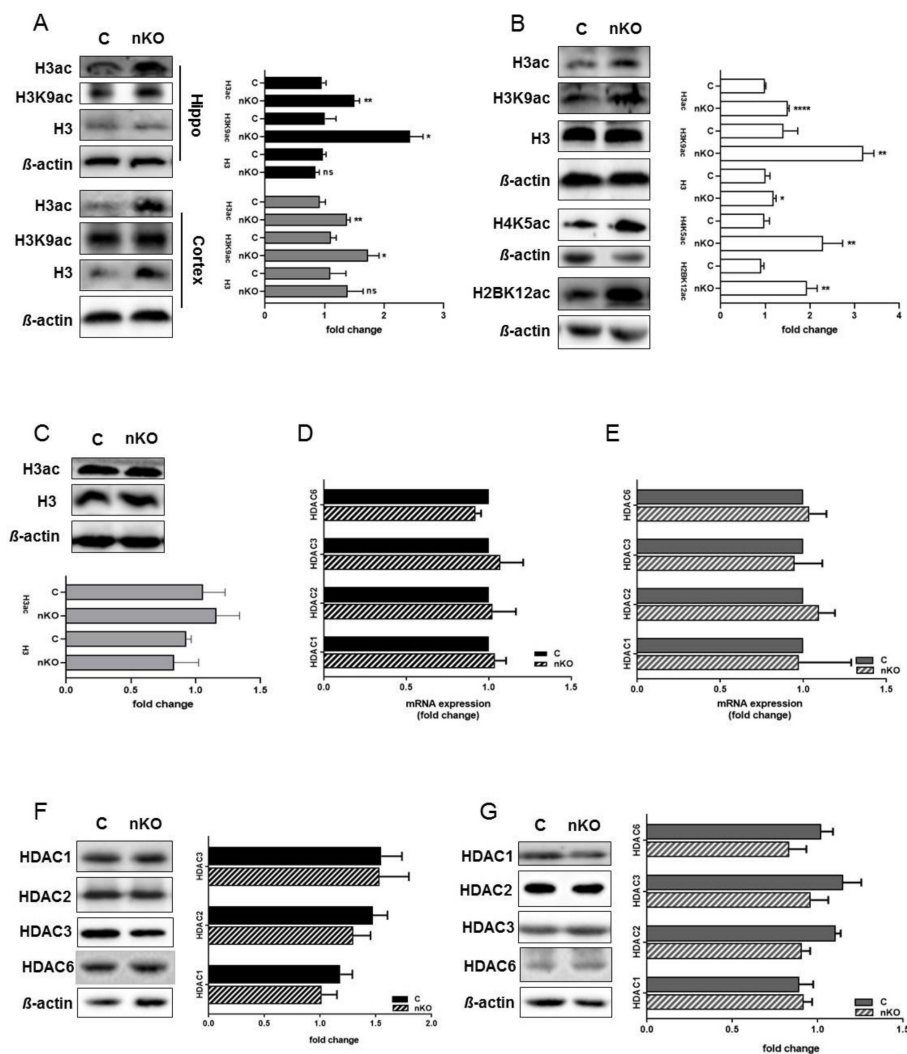 A
C nKO
H3ac
H3K9ac
H3
ß-actin
Hippo
H3ac
H3K9ac
H3
ß-actin
Cortex
H3ac
C
nKO **
H3K9ac
C
nKO *
H3
C
nKO ns
H3ac
C
nKO **
H3K9ac
C
nKO *
H3
C
nKO ns
0 1 2 3
fold change
B
C nKO
H3ac
H3K9ac
H3
ß-actin
H4K5ac
ß-actin
H2BK12ac
ß-actin
H3ac
C
nKO ****
H3K9ac
C
nKO **
H3
C
nKO *
H4K5ac
C
nKO **
H2BK12ac
C
nKO **
0 1 2 3 4
fold change
C
C nKO
H3ac
H3
ß-actin
H3ac
C
nKO
H3
C
nKO
0.0 0.5 1.0 1.5
fold change
D
HDAC6
HDAC3
HDAC2
HDAC1
C
nKO
0.0 0.5 1.0 1.5
mRNA expression
(fold change)
E
HDAC6
HDAC3
HDAC2
HDAC1
C
nKO
0.0 0.5 1.0 1.5
mRNA expression
(fold change)
F
C nKO
HDAC1
HDAC2
HDAC3
HDAC6
ß-actin
HDAC3
HDAC2
HDAC1
C
nKO
0.0 0.5 1.0 1.5 2.0
fold change
G
C nKO
HDAC1
HDAC2
HDAC3
HDAC6
ß-actin
HDAC6
HDAC3
HDAC2
HDAC1
C
nKO
0.0 0.5 1.0 1.5
fold change